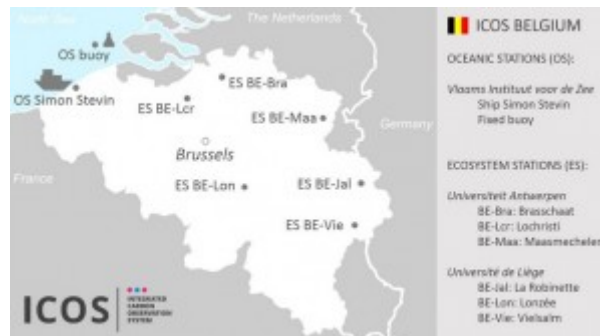 North Sea
The Netherlands
OS buoy
OS Simon Stevin
ES BE-Bra
ES BE-Lcr
ES BE-Maa
Germany
Brussels
France
ES BE-Lon
ES BE-Jal
ES BE-Vie
ICOS
INTEGRATED
CARBON
OBSERVATION
SYSTEM
ICOS BELGIUM
OCEANIC STATIONS (OS):
Vlaams Instituut voor de Zee
Ship Simon Stevin
Fixed buoy
ECOSYSTEM STATIONS (ES):
Universiteit Antwerpen
BE-Bra: Brasschaat
BE-Lcr: Lochristi
BE-Maa: Maasmechelen
Université de Liège
BE-Jal: La Robinette
BE-Lon: Lonzée
BE-Vie: Vielsalm